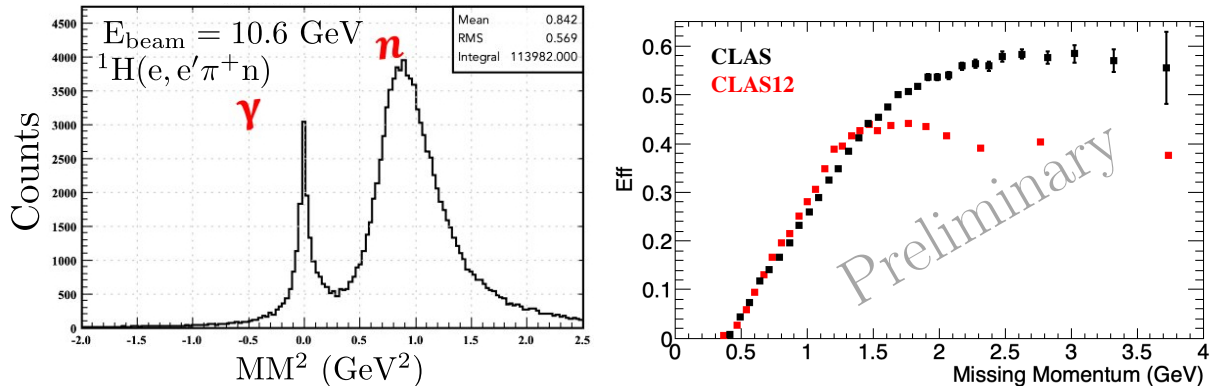 4500
4000
3500
3000
2500
2000
1500
1000
500
0
Counts
E_beam = 10.6 GeV
¹H(e, e′π⁺n)
γ
n
Mean 0.842
RMS 0.569
Integral 113982.000
-2.0 -1.5 -1.0 -0.5 0.0 0.5 1.0 1.5 2.0 2.5
MM² (GeV²)
0.6
0.5
0.4
0.3
0.2
0.1
0
Eff
CLAS
CLAS12
Preliminary
0 0.5 1 1.5 2 2.5 3 3.5 4
Missing Momentum (GeV)